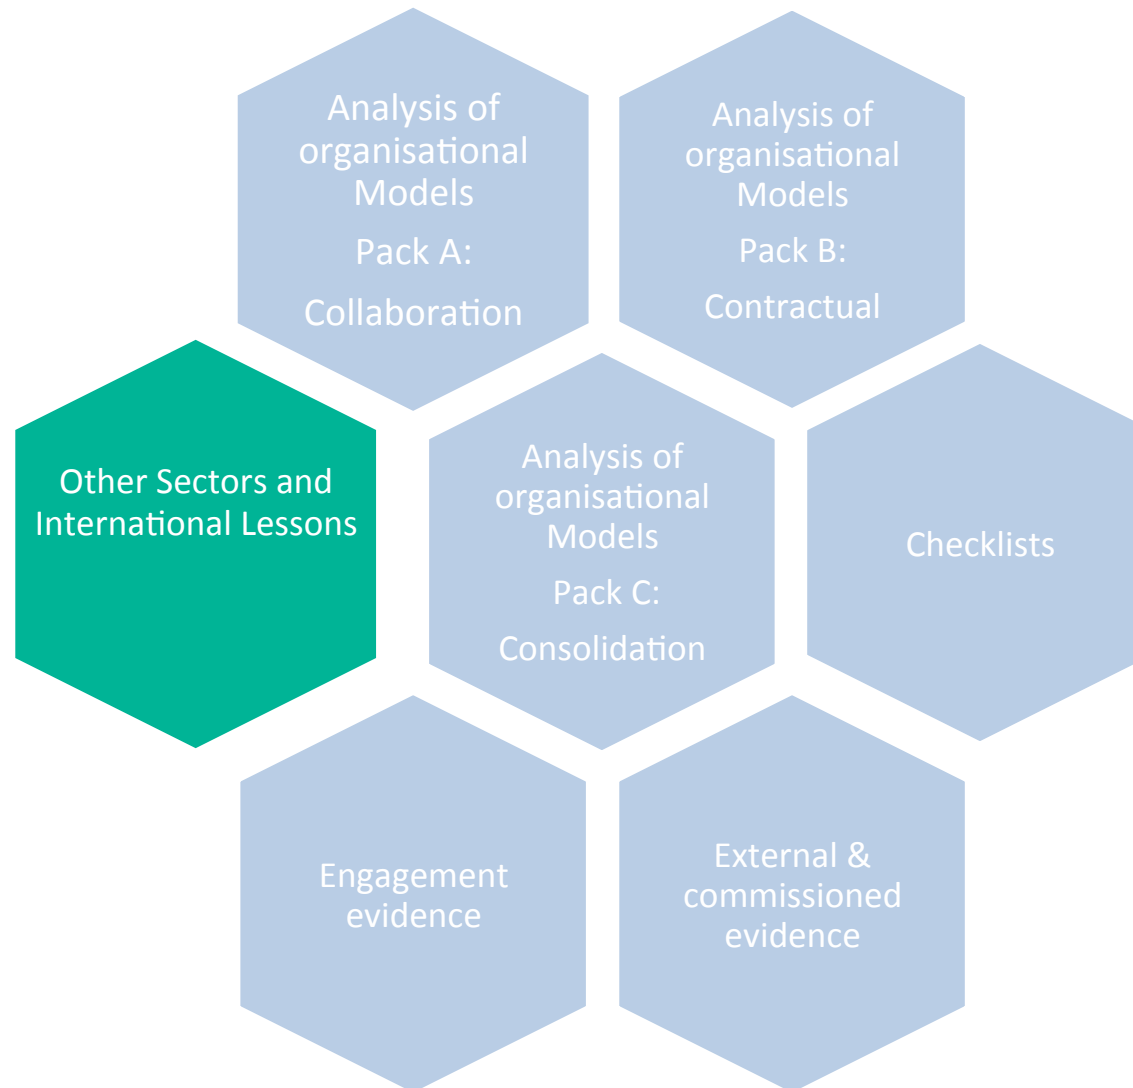 Analysis of
organisational
Models
Pack A:
Collaboration
Analysis of
organisational
Models
Pack B:
Contractual
Other Sectors and
International Lessons
Analysis of
organisational
Models
Pack C:
Consolidation
Checklists
Engagement
evidence
External &
commissioned
evidence